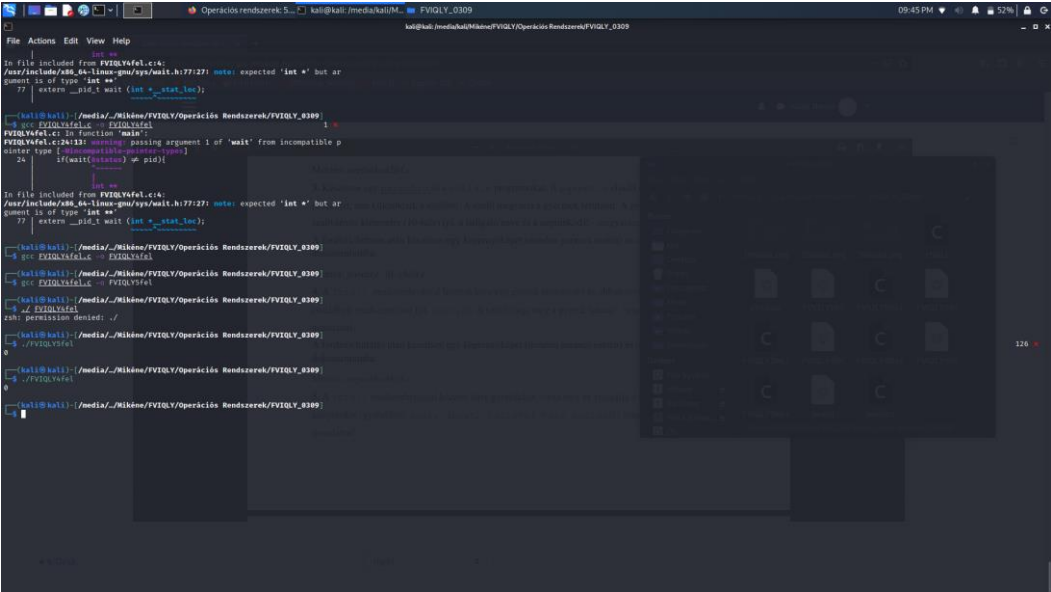 Operációs rendszerek: 5...
kali@kali: /media/kali/M...
FVIQLY_0309
09:45 PM
52%
kali@kali:/media/kali/Mikéne/FVIQLY/Operációs Rendszerek/FVIQLY_0309
File Actions Edit View Help
| int **
In file included from FVIQLY4fel.c:4:
/usr/include/x86_64-linux-gnu/sys/wait.h:77:27: note: expected 'int *' but ar
gument is of type 'int **'
77 | extern __pid_t wait (int *__stat_loc);
| ~~~~~^~~~~~~~~~
┌──(kali㉿kali)-[/media/…/Mikéne/FVIQLY/Operációs Rendszerek/FVIQLY_0309]
└─$ gcc FVIQLY4fel.c -o FVIQLY4fel 1 ⨯
FVIQLY4fel.c: In function 'main':
FVIQLY4fel.c:24:13: warning: passing argument 1 of 'wait' from incompatible p
ointer type [-Wincompatible-pointer-types]
24 | if(wait(&status) ≠ pid){
| ^~~~~~~
| |
| int **
In file included from FVIQLY4fel.c:4:
/usr/include/x86_64-linux-gnu/sys/wait.h:77:27: note: expected 'int *' but ar
gument is of type 'int **'
77 | extern __pid_t wait (int *__stat_loc);
| ~~~~~^~~~~~~~~~
┌──(kali㉿kali)-[/media/…/Mikéne/FVIQLY/Operációs Rendszerek/FVIQLY_0309]
└─$ gcc FVIQLY4fel.c -o FVIQLY4fel
┌──(kali㉿kali)-[/media/…/Mikéne/FVIQLY/Operációs Rendszerek/FVIQLY_0309]
└─$ gcc FVIQLY4fel.c -o FVIQLY5fel
┌──(kali㉿kali)-[/media/…/Mikéne/FVIQLY/Operációs Rendszerek/FVIQLY_0309]
└─$ ./ FVIQLY4fel
zsh: permission denied: ./
┌──(kali㉿kali)-[/media/…/Mikéne/FVIQLY/Operációs Rendszerek/FVIQLY_0309]
└─$ ./FVIQLY5fel 126 ⨯
0
┌──(kali㉿kali)-[/media/…/Mikéne/FVIQLY/Operációs Rendszerek/FVIQLY_0309]
└─$ ./FVIQLY4fel
0
┌──(kali㉿kali)-[/media/…/Mikéne/FVIQLY/Operációs Rendszerek/FVIQLY_0309]
└─$